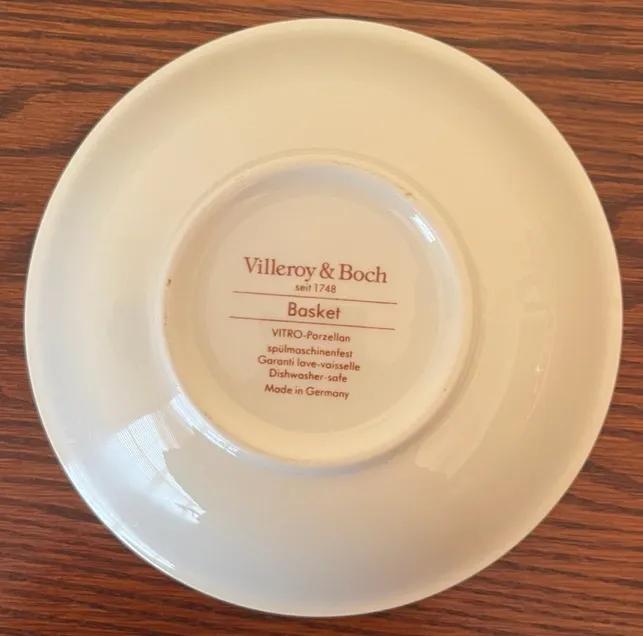 Villeroy & Boch
seit 1748
Basket
VITRO-Porzellan
spülmaschinenfest
Garanti lave-vaisselle
Dishwasher-safe
Made in Germany